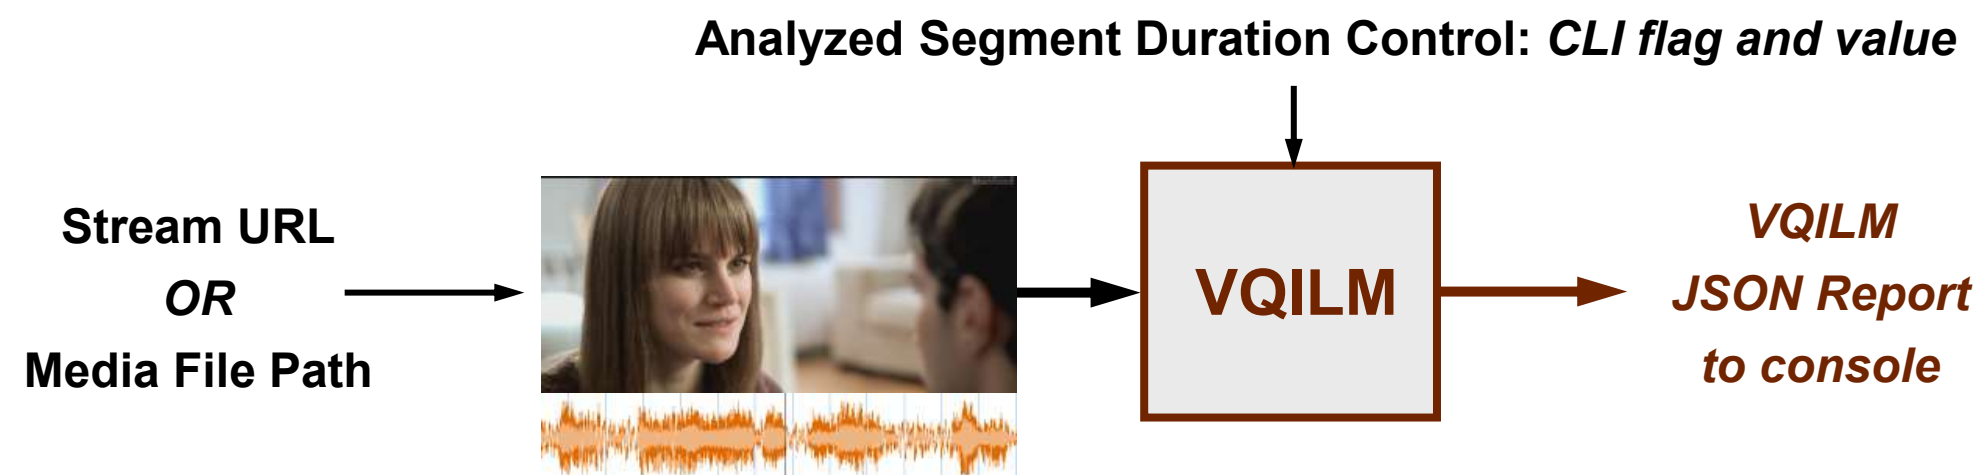 Analyzed Segment Duration Control: CLI flag and value
Stream URL
OR
Media File Path
VQILM
VQILM
JSON Report
to console